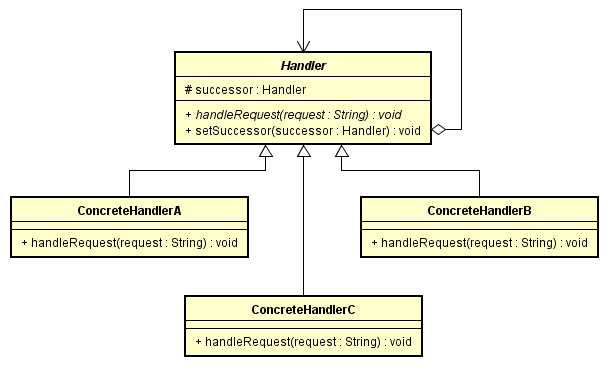 Handler
# successor : Handler
+ handleRequest(request : String) : void
+ setSuccessor(successor : Handler) : void
ConcreteHandlerA
+ handleRequest(request : String) : void
ConcreteHandlerB
+ handleRequest(request : String) : void
ConcreteHandlerC
+ handleRequest(request : String) : void